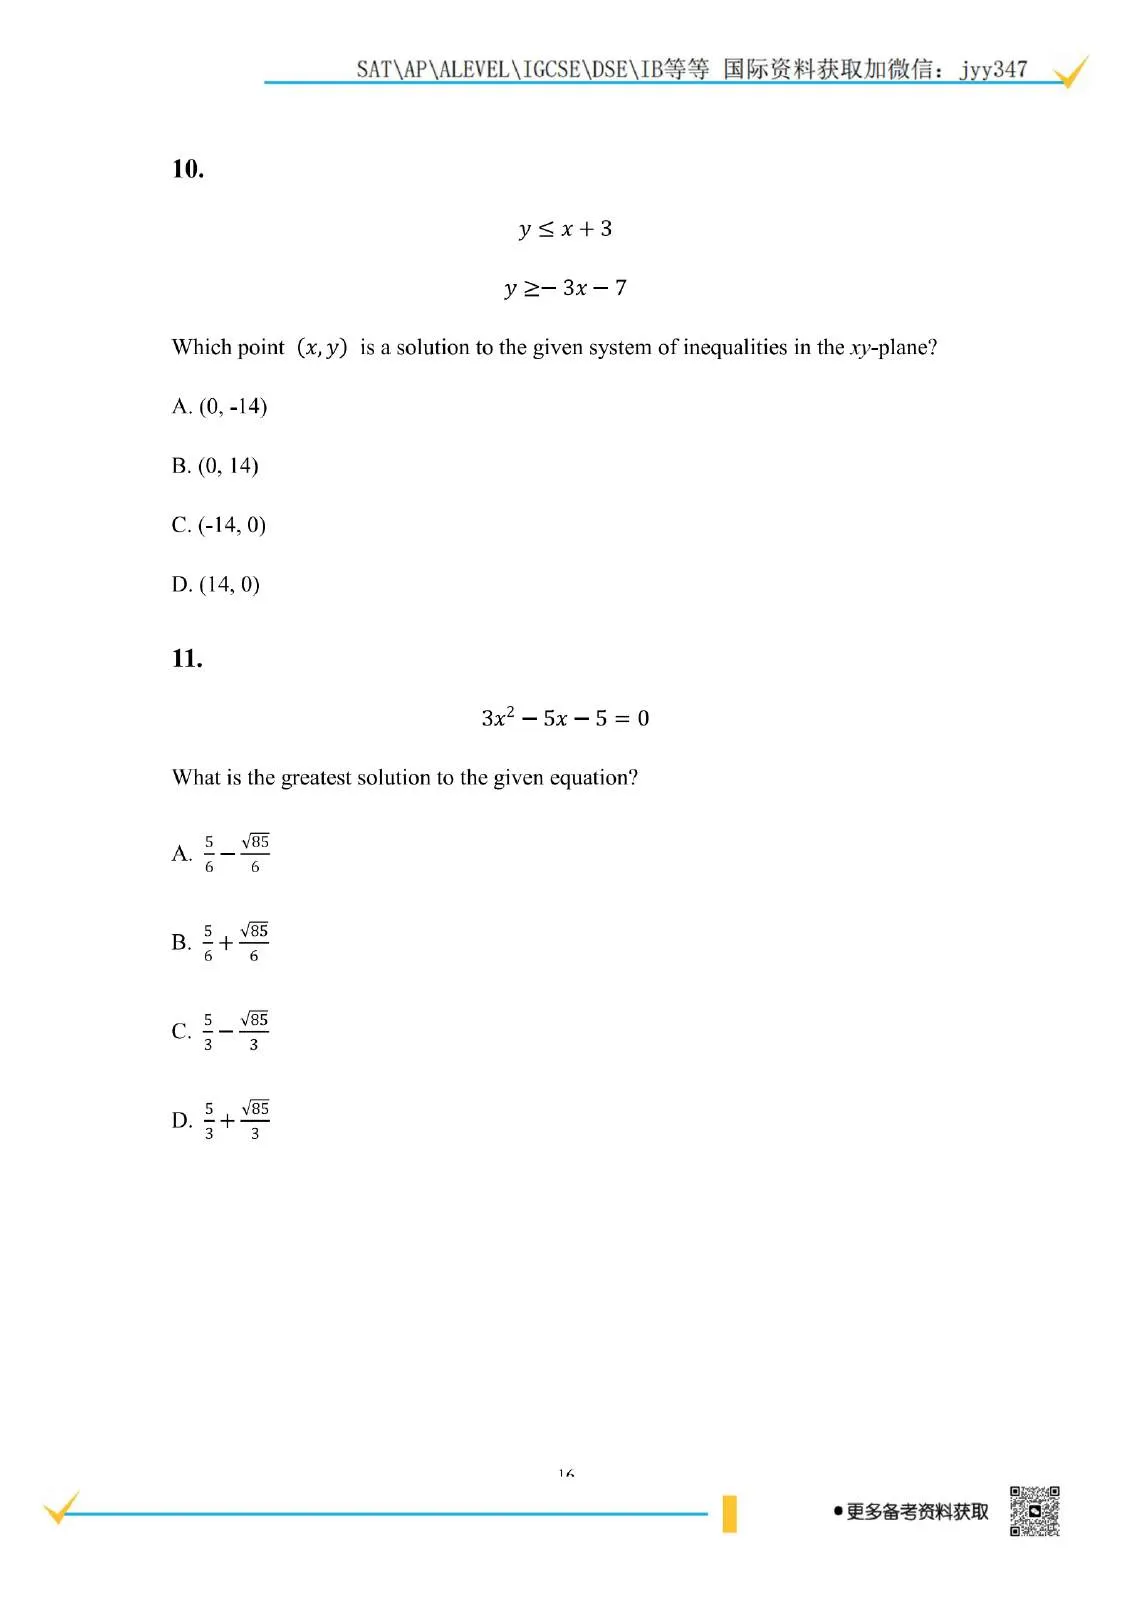 SAT\AP\ALEVEL\IGCSE\DSE\IB等等 国际资料获取加微信：jyy347
10.
y ≤ x + 3
y ≥− 3x − 7
Which point (x, y) is a solution to the given system of inequalities in the xy-plane?
A. (0, -14)
B. (0, 14)
C. (-14, 0)
D. (14, 0)
11.
3x² − 5x − 5 = 0
What is the greatest solution to the given equation?
A. 5/6 − √85/6
B. 5/6 + √85/6
C. 5/3 − √85/3
D. 5/3 + √85/3
16
•更多备考资料获取